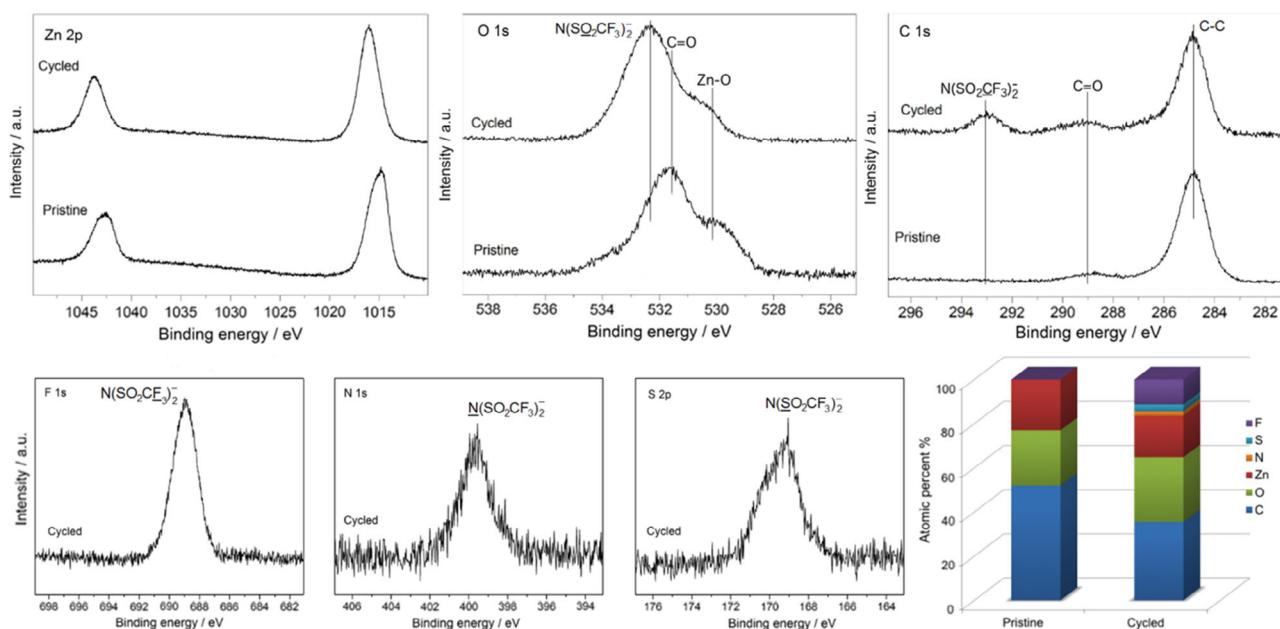 Zn 2p
Cycled
Pristine
Intensity / a.u.
1045 1040 1035 1030 1025 1020 1015
Binding energy / eV
O 1s
N(SO2CF3)2−
C=O
Zn-O
Cycled
Pristine
Intensity / a.u.
538 536 534 532 530 528 526
Binding energy / eV
C 1s
C-C
N(SO2CF3)2−
C=O
Cycled
Pristine
Intensity / a.u.
296 294 292 290 288 286 284 282
Binding energy / eV
F 1s
N(SO2CF3)2−
Cycled
Intensity / a.u.
698 696 694 692 690 688 686 684 682
Binding energy / eV
N 1s
N(SO2CF3)2−
Cycled
406 404 402 400 398 396 394
Binding energy / eV
S 2p
N(SO2CF3)2−
Cycled
176 174 172 170 168 166 164
Binding energy / eV
Atomic percent %
100
80
60
40
20
0
Pristine Cycled
F
S
N
Zn
O
C